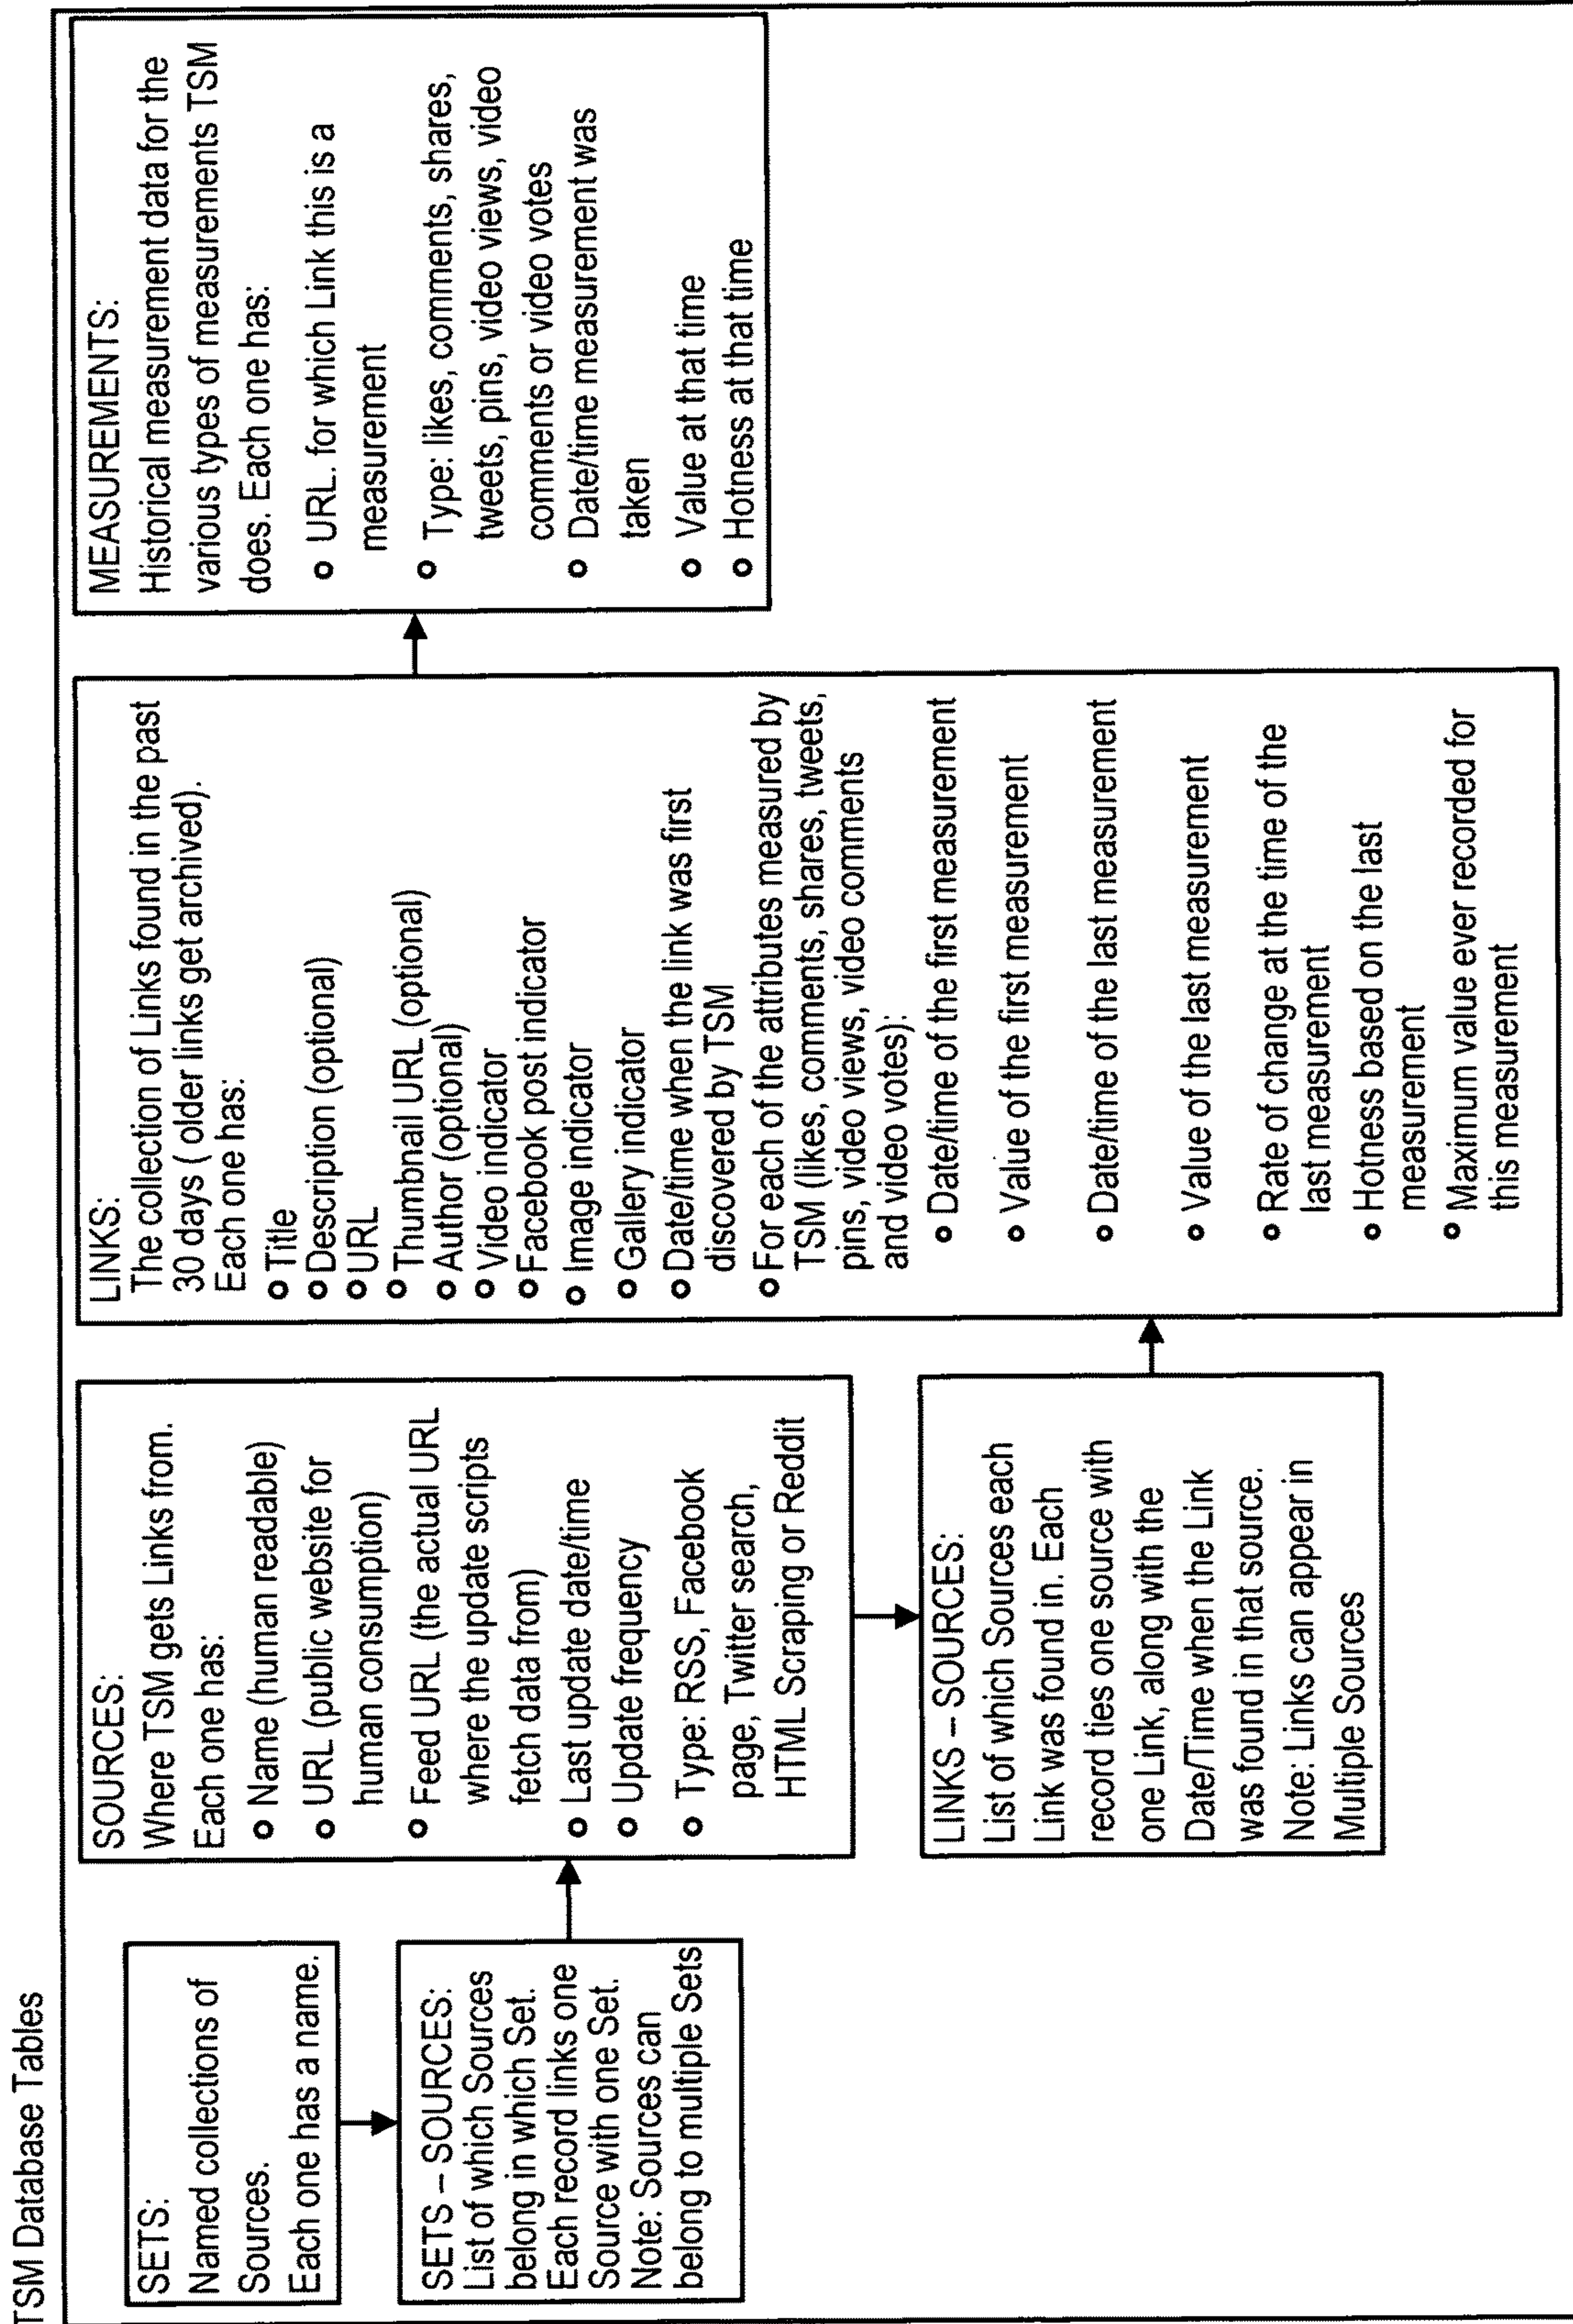 TSM Database Tables
SETS:
Named collections of
Sources.
Each one has a name.
SETS – SOURCES:
List of which Sources
belong in which Set.
Each record links one
Source with one Set.
Note: Sources can
belong to multiple Sets
SOURCES:
Where TSM gets Links from.
Each one has:
Name (human readable)
URL (public website for
human consumption)
Feed URL (the actual URL
where the update scripts
fetch data from)
Last update date/time
Update frequency
Type: RSS, Facebook
page, Twitter search,
HTML Scraping or Reddit
LINKS – SOURCES:
List of which Sources each
Link was found in. Each
record ties one source with
one Link, along with the
Date/Time when the Link
was found in that source.
Note: Links can appear in
Multiple Sources
LINKS:
The collection of Links found in the past
30 days ( older links get archived).
Each one has:
Title
Description (optional)
URL
Thumbnail URL (optional)
Author (optional)
Video indicator
Facebook post indicator
Image indicator
Gallery indicator
Date/time when the link was first
discovered by TSM
For each of the attributes measured by
TSM (likes, comments, shares, tweets,
pins, video views, video comments
and video votes):
Date/time of the first measurement
Value of the first measurement
Date/time of the last measurement
Value of the last measurement
Rate of change at the time of the
last measurement
Hotness based on the last
measurement
Maximum value ever recorded for
this measurement
MEASUREMENTS:
Historical measurement data for the
various types of measurements TSM
does. Each one has:
URL. for which Link this is a
measurement
Type: likes, comments, shares,
tweets, pins, video views, video
comments or video votes
Date/time measurement was
taken
Value at that time
Hotness at that time